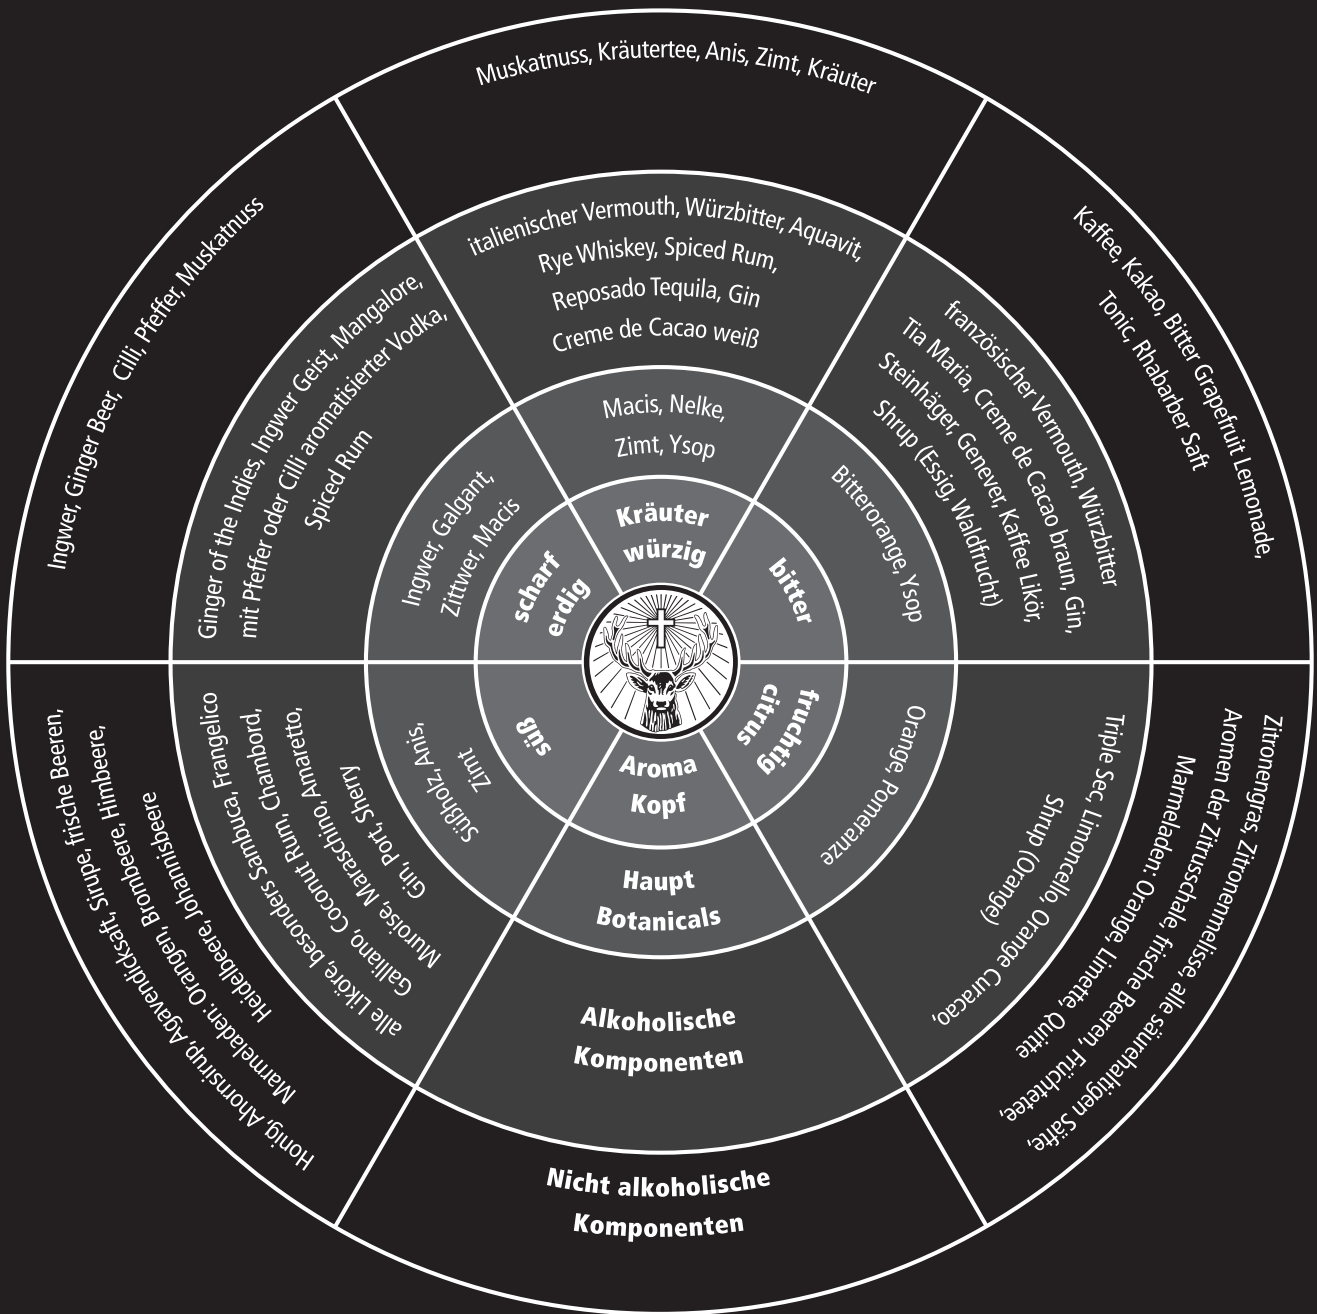 Muskatnuss, Kräutertee, Anis, Zimt, Kräuter
italienischer Vermouth, Würzbitter, Aquavit,
Rye Whiskey, Spiced Rum,
Reposado Tequila, Gin
Creme de Cacao weiß
Macis, Nelke,
Zimt, Ysop
Kräuter
würzig
Kaffee, Kakao, Bitter Grapefruit Lemonade,
Tonic, Rhabarber Saft
französischer Vermouth, Würzbitter
Tia Maria, Creme de Cacao braun, Gin,
Steinhäger, Genever, Kaffee Likör,
Shrup (Essig, Waldfrucht)
Bitterorange, Ysop
bitter
Zitronengras, Zitronenmelisse, alle säurehaltigen Säfte,
Aromen der Zitrusschale, frische Beeren, Früchtetee,
Marmeladen: Orange, Limette, Quitte
Triple Sec, Limoncello, Orange Curacao,
Shrup (Orange)
Orange, Pomeranze
fruchtig
citrus
Aroma
Kopf
Haupt
Botanicals
Alkoholische
Komponenten
Nicht alkoholische
Komponenten
Honig, Ahornsirup, Agavendicksaft, Sirupe, frische Beeren,
Marmeladen: Orangen, Brombeere, Himbeere,
Heidelbeere, Johannisbeere
alle Liköre, besonders Sambuca, Frangelico
Galliano, Coconut Rum, Chambord,
Muroise, Maraschino, Amaretto,
Gin, Port, Sherry
Süßholz, Anis,
Zimt
süß
Ingwer, Ginger Beer, Cilli, Pfeffer, Muskatnuss
Ginger of the Indies, Ingwer Geist, Mangalore,
mit Pfeffer oder Cilli aromatisierter Vodka,
Spiced Rum
Ingwer, Galgant,
Zittwer, Macis
scharf
erdig